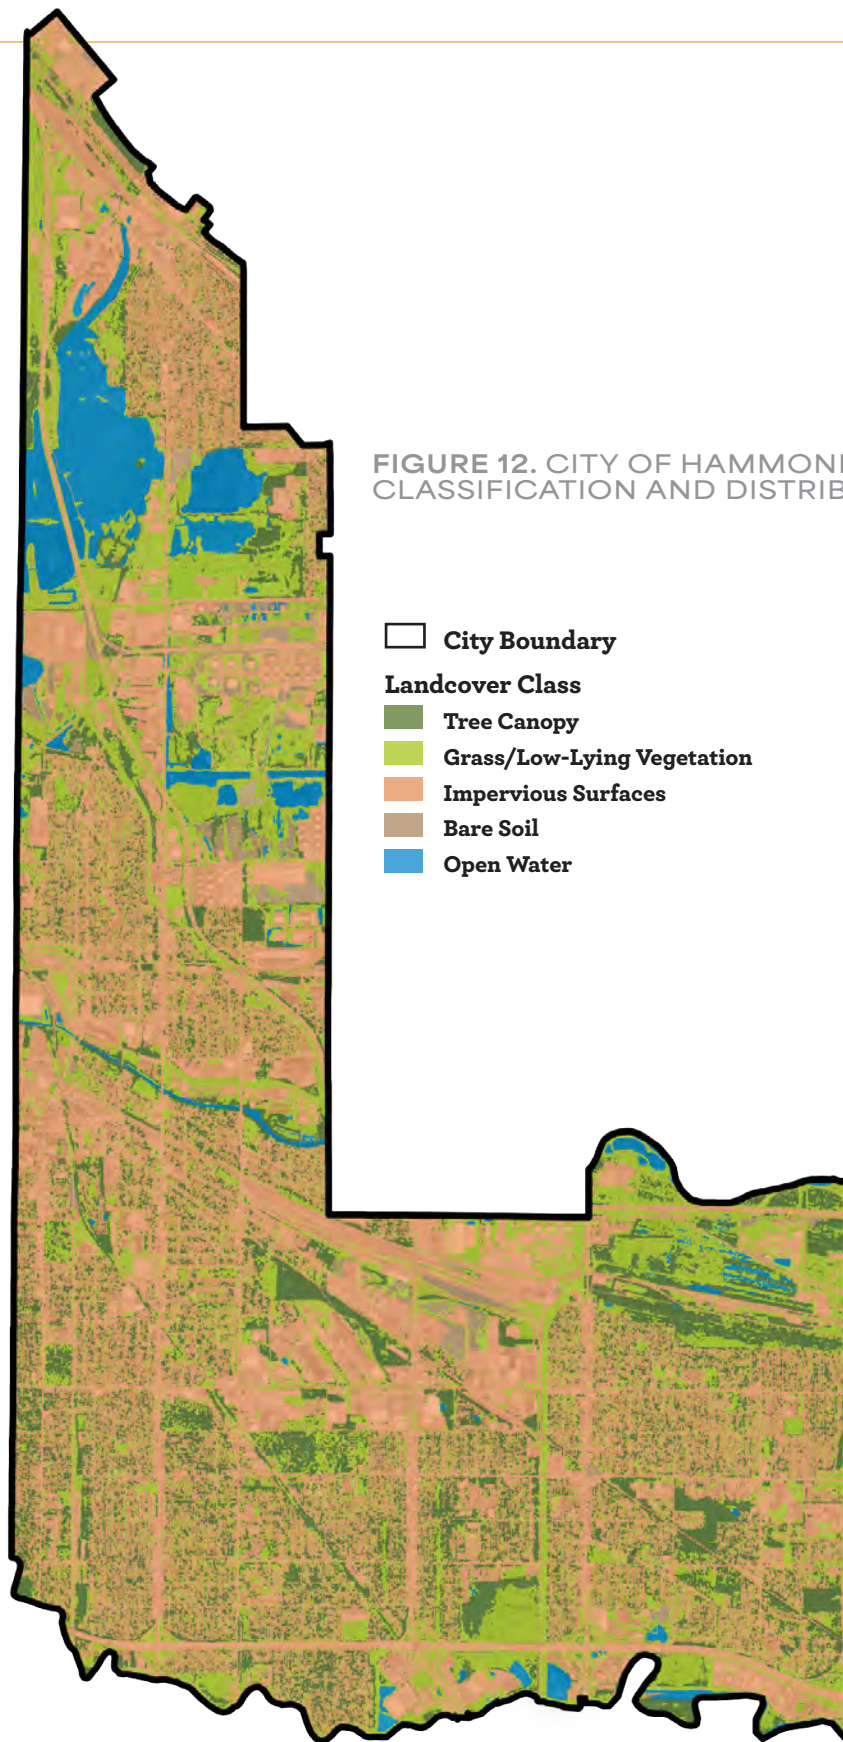 FIGURE 12. CITY OF HAMMOND
CLASSIFICATION AND DISTRIB
City Boundary
Landcover Class
Tree Canopy
Grass/Low-Lying Vegetation
Impervious Surfaces
Bare Soil
Open Water